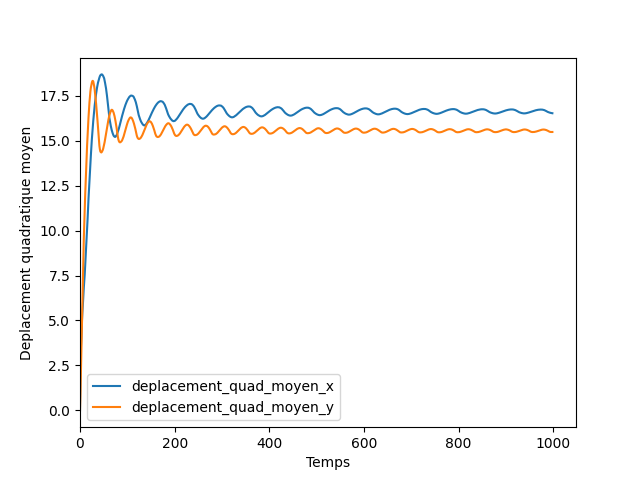 Deplacement quadratique moyen
17.5
15.0
12.5
10.0
7.5
5.0
2.5
0.0
deplacement_quad_moyen_x
deplacement_quad_moyen_y
0 200 400 600 800 1000
Temps